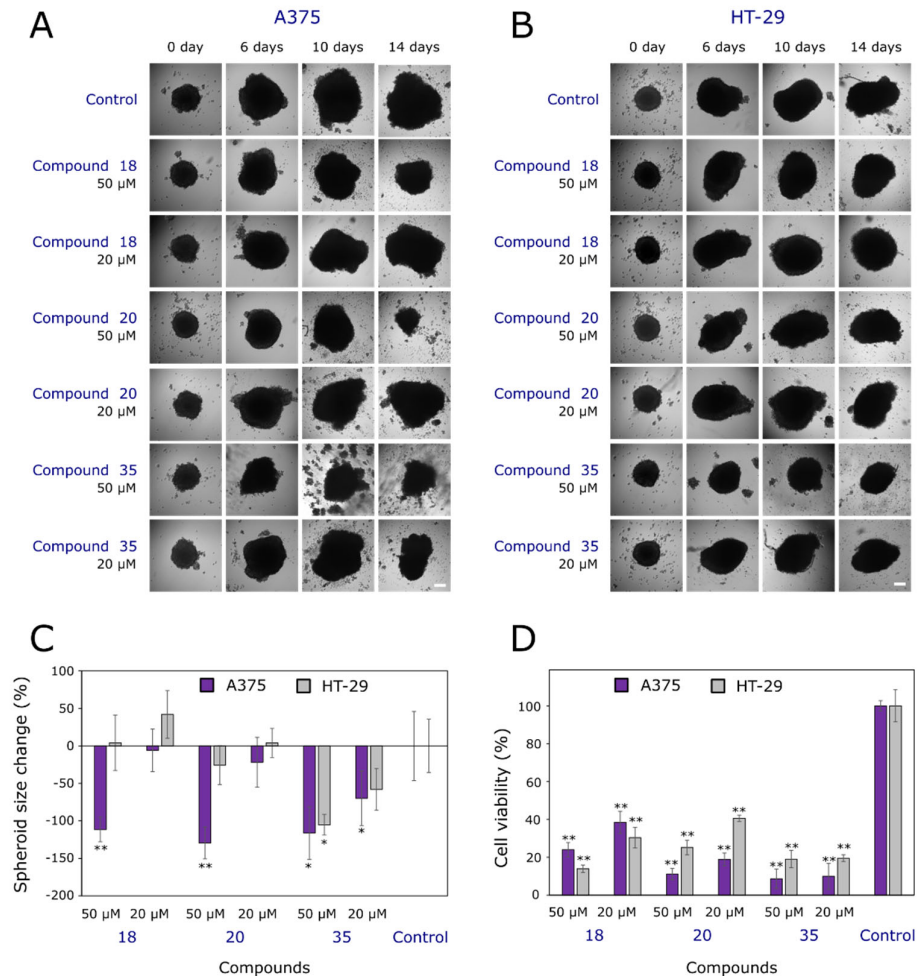 A
A375
0 day 6 days 10 days 14 days
Control
Compound 18
50 µM
Compound 18
20 µM
Compound 20
50 µM
Compound 20
20 µM
Compound 35
50 µM
Compound 35
20 µM
B
HT-29
0 day 6 days 10 days 14 days
Control
Compound 18
50 µM
Compound 18
20 µM
Compound 20
50 µM
Compound 20
20 µM
Compound 35
50 µM
Compound 35
20 µM
C
A375 HT-29
Spheroid size change (%)
100
50
0
-50
-100
-150
-200
** ** * * *
50 µM 20 µM 50 µM 20 µM 50 µM 20 µM
18 20 35 Control
Compounds
D
A375 HT-29
Cell viability (%)
100
80
60
40
20
0
** ** ** ** ** ** ** ** ** ** ** **
50 µM 20 µM 50 µM 20 µM 50 µM 20 µM
18 20 35 Control
Compounds